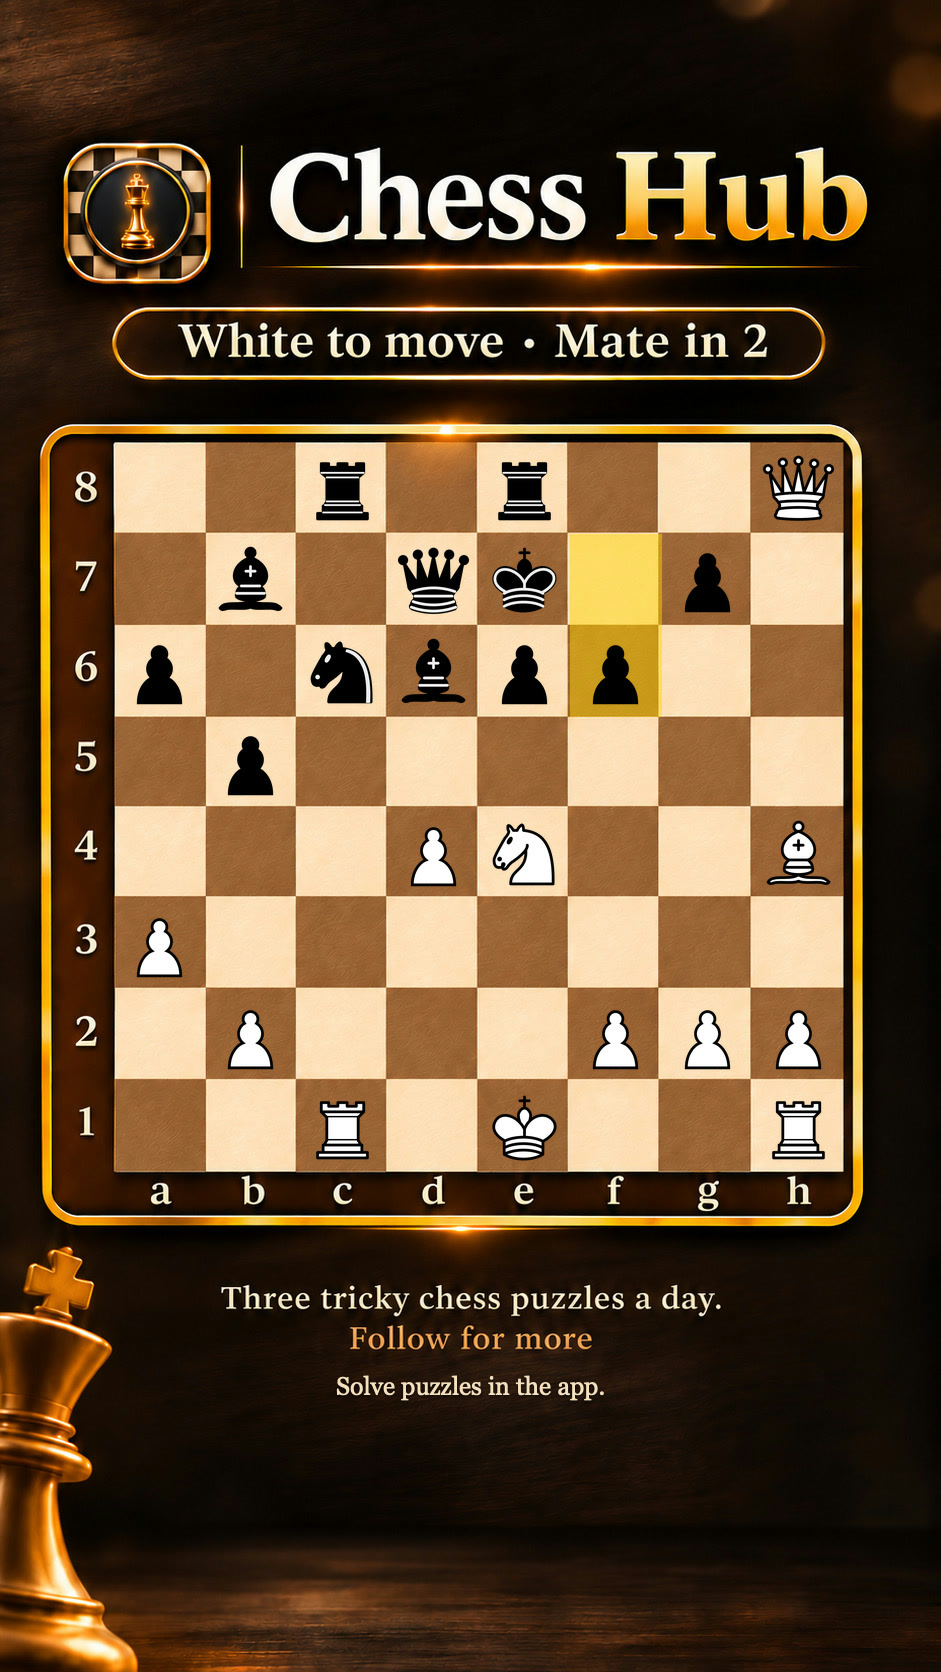 Chess Hub
White to move • Mate in 2
8
7
6
5
4
3
2
1
a b c d e f g h
Three tricky chess puzzles a day.
Follow for more
Solve puzzles in the app.